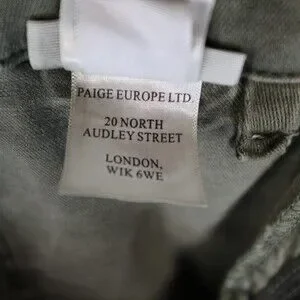 PAIGE EUROPE LTD.
20 NORTH
AUDLEY STREET
LONDON,
WIK 6WE